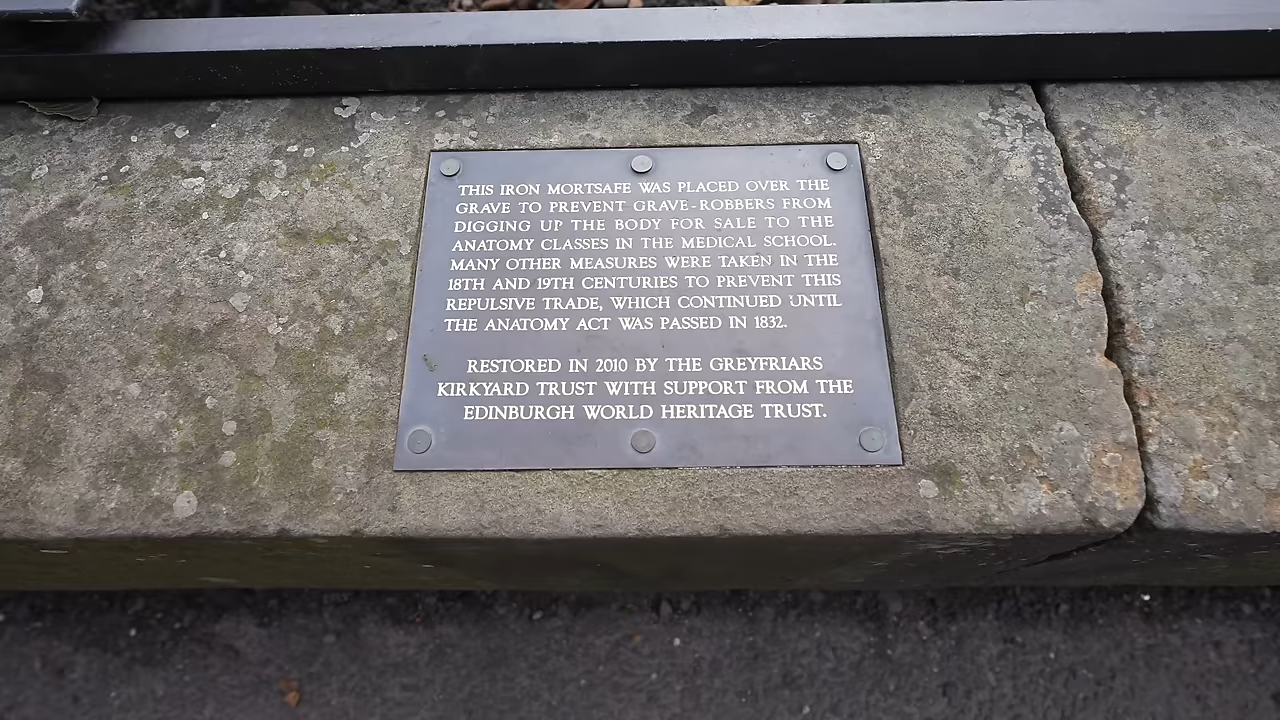 THIS IRON MORTSAFE WAS PLACED OVER THE
GRAVE TO PREVENT GRAVE-ROBBERS FROM
DIGGING UP THE BODY FOR SALE TO THE
ANATOMY CLASSES IN THE MEDICAL SCHOOL.
MANY OTHER MEASURES WERE TAKEN IN THE
18TH AND 19TH CENTURIES TO PREVENT THIS
REPULSIVE TRADE, WHICH CONTINUED UNTIL
THE ANATOMY ACT WAS PASSED IN 1832.
RESTORED IN 2010 BY THE GREYFRIARS
KIRKYARD TRUST WITH SUPPORT FROM THE
EDINBURGH WORLD HERITAGE TRUST.